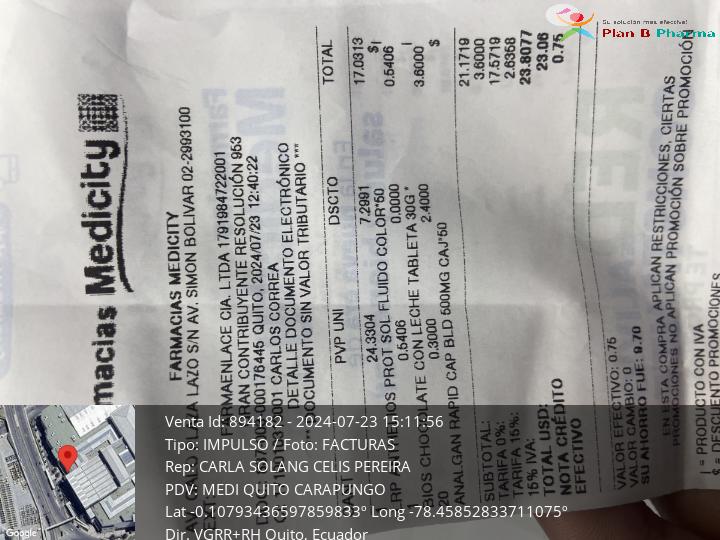 Su solución más efectiva!
Plan B Pharma
Medicity
FARMACIAS MEDICITY
LAZO S/N AV. SIMON BOLIVAR 02-2993100
FARMAENLACE CIA. LTDA 1791984722001
GRAN CONTRIBUYENTE RESOLUCIÓN 953
000176445 QUITO, 2024/07/23 12:40:22
001 CARLOS CORREA
DETALLE DOCUMENTO ELECTRÓNICO
DOCUMENTO SIN VALOR TRIBUTARIO ***
PVP UNI DSCTO TOTAL
24.3304 7.2991 17.0313
PROT SOL FLUIDO COLOR*50 $I
0.5406 0.0000 0.5406
CHOCOLATE CON LECHE TABLETA 30G * I
20 0.3000 2.4000 3.6000
ANALGAN RAPID CAP BLD 500MG CAJ*50 $
SUBTOTAL: 21.1719
TARIFA 0%: 3.6000
TARIFA 15%: 17.5719
15% IVA: 2.6358
TOTAL USD: 23.8077
NOTA CRÉDITO 23.06
EFECTIVO 0.75
VALOR EFECTIVO: 0.75
VALOR CAMBIO: 0
SU AHORRO FUE: 9.70
EN ESTA COMPRA APLICAN RESTRICCIONES, CIERTAS
PROMOCIONES NO APLICAN PROMOCIÓN SOBRE PROMOCIÓN
I = PRODUCTO CON IVA
$ = DESCUENTO PROMOCIONES
Google
Venta Id: 894182 - 2024-07-23 15:11:56
Tipo: IMPULSO / Foto: FACTURAS
Rep: CARLA SOLANG CELIS PEREIRA
PDV: MEDI QUITO CARAPUNGO
Lat -0.10793436597859833° Long -78.45852833711075°
Dir. VGRR+RH Quito, Ecuador